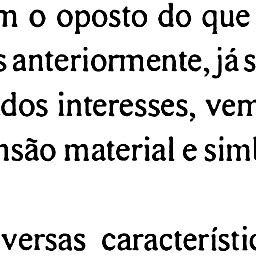 m o oposto do que
s anteriormente, já s
dos interesses, vem
nsão material e simb
versas característic